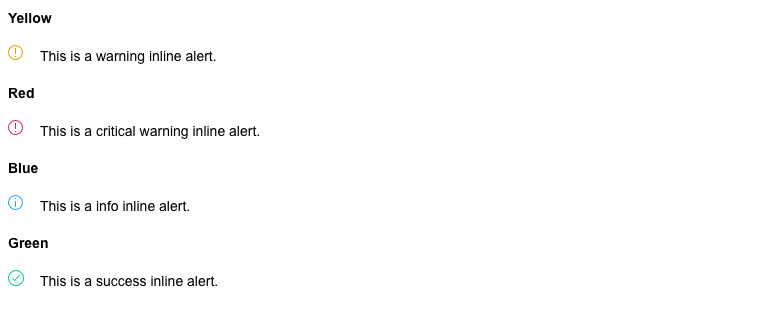 Yellow
This is a warning inline alert.
Red
This is a critical warning inline alert.
Blue
This is a info inline alert.
Green
This is a success inline alert.